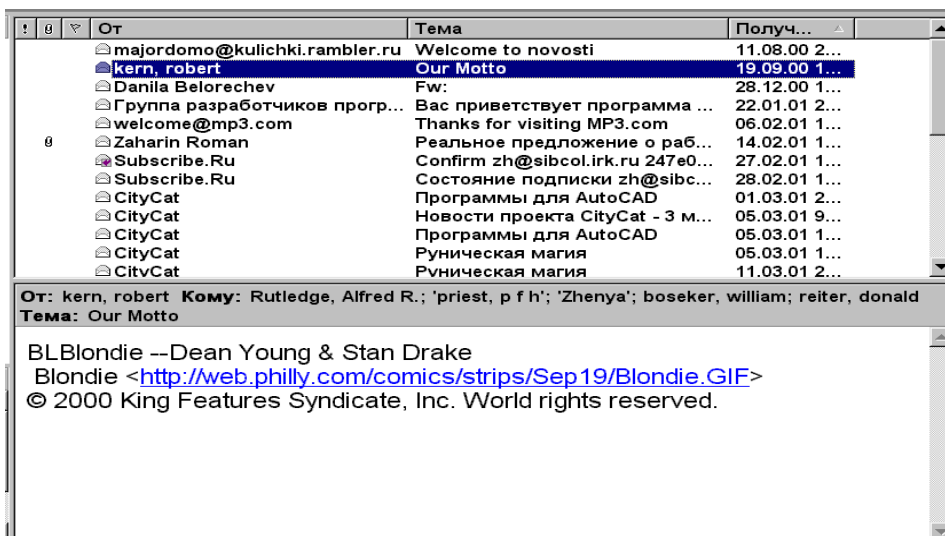 ! От Тема Получ...
majordomo@kulichki.rambler.ru Welcome to novosti 11.08.00 2...
kern, robert Our Motto 19.09.00 1...
Danila Belorechev Fw: 28.12.00 1...
Группа разработчиков прогр... Вас приветствует программа ... 22.01.01 2...
welcome@mp3.com Thanks for visiting MP3.com 06.02.01 1...
Zaharin Roman Реальное предложение о раб... 14.02.01 1...
Subscribe.Ru Confirm zh@sibcol.irk.ru 247e0... 27.02.01 1...
Subscribe.Ru Состояние подписки zh@sibc... 28.02.01 1...
CityCat Программы для AutoCAD 01.03.01 2...
CityCat Новости проекта CityCat - 3 м... 05.03.01 9...
CityCat Программы для AutoCAD 05.03.01 1...
CityCat Руническая магия 05.03.01 1...
CityCat Руническая магия 11.03.01 2...
От: kern, robert Кому: Rutledge, Alfred R.; 'priest, p f h'; 'Zhenya'; boseker, william; reiter, donald
Тема: Our Motto
BLBlondie --Dean Young & Stan Drake
Blondie <http://web.philly.com/comics/strips/Sep19/Blondie.GIF>
© 2000 King Features Syndicate, Inc. World rights reserved.